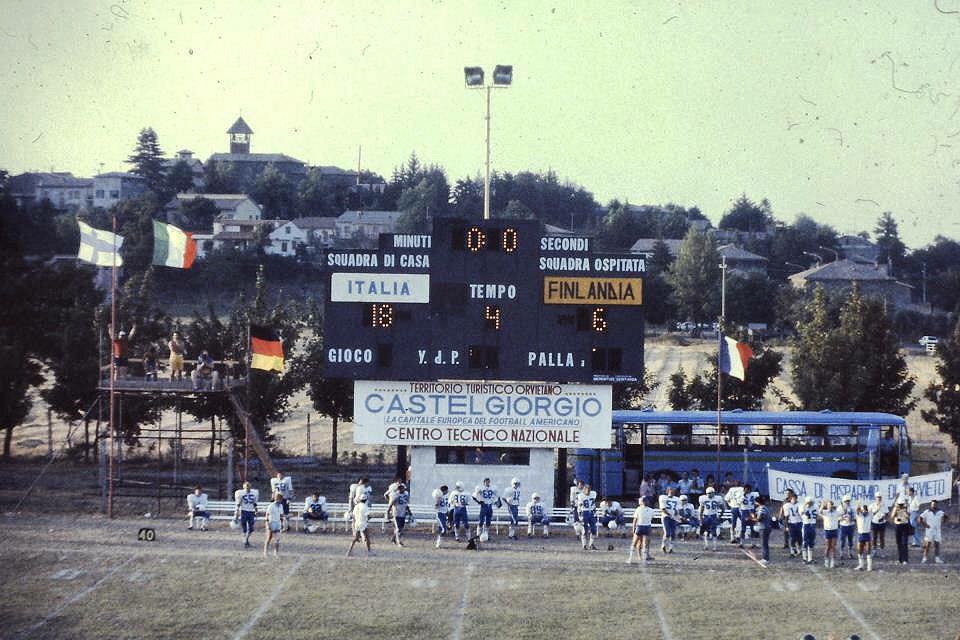 MINUTI 0:0 SECONDI
SQUADRA DI CASA SQUADRA OSPITATA
ITALIA TEMPO FINLANDIA
18 4 6
GIOCO Y.d.P. PALLA
TERRITORIO TURISTICO ORVIETANO
CASTELGIORGIO
LA CAPITALE EUROPEA DEL FOOTBALL AMERICANO
CENTRO TECNICO NAZIONALE
CASSA DI RISPARMIO DI ORVIETO
40